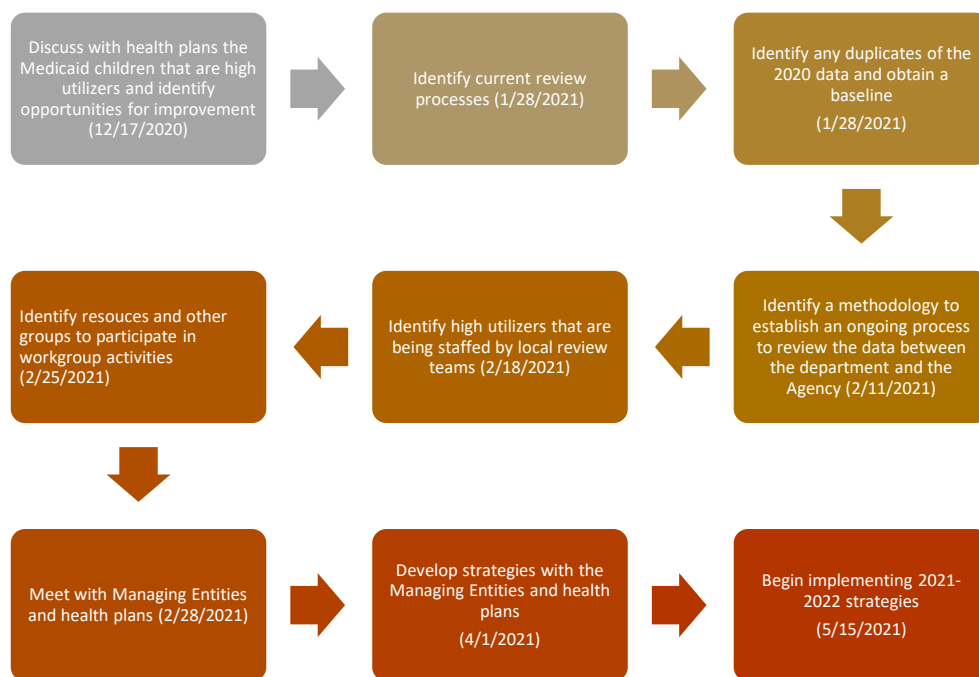 Discuss with health plans the
Medicaid children that are high
utilizers and identify
opportunities for improvement
(12/17/2020)
Identify current review
processes (1/28/2021)
Identify any duplicates of the
2020 data and obtain a
baseline
(1/28/2021)
Identify a methodology to
establish an ongoing process
to review the data between
the department and the
Agency (2/11/2021)
Identify high utilizers that are
being staffed by local review
teams (2/18/2021)
Identify resouces and other
groups to participate in
workgroup activities
(2/25/2021)
Meet with Managing Entities
and health plans (2/28/2021)
Develop strategies with the
Managing Entities and health
plans
(4/1/2021)
Begin implementing 2021-
2022 strategies
(5/15/2021)